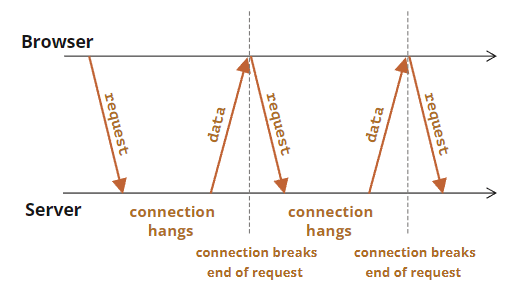 Browser
request
data
request
data
request
Server
connection
hangs
connection
hangs
connection breaks
end of request
connection breaks
end of request